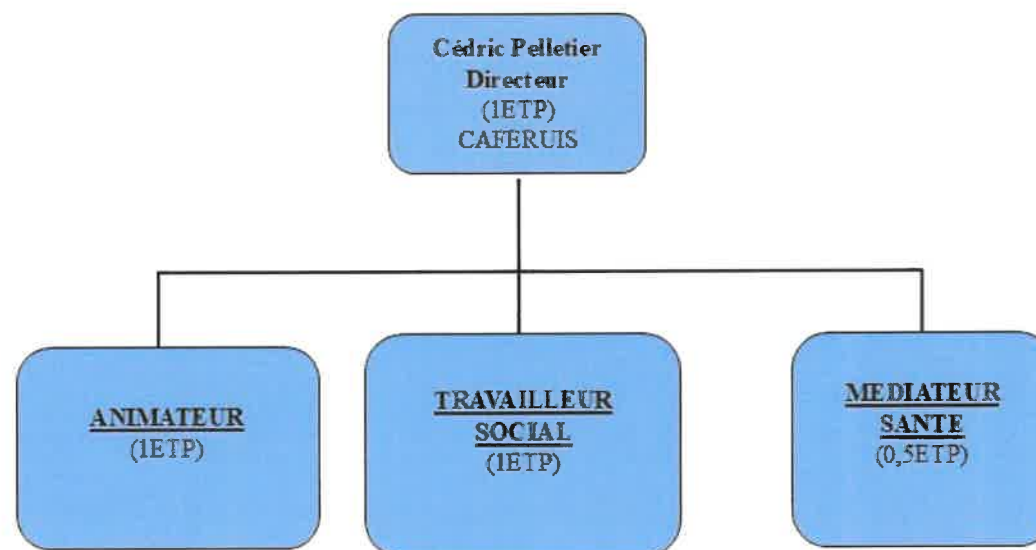 Cédric Pelletier
Directeur
(1ETP)
CAFERUIS
ANIMATEUR
(1ETP)
TRAVAILLEUR
SOCIAL
(1ETP)
MEDIATEUR
SANTE
(0,5ETP)